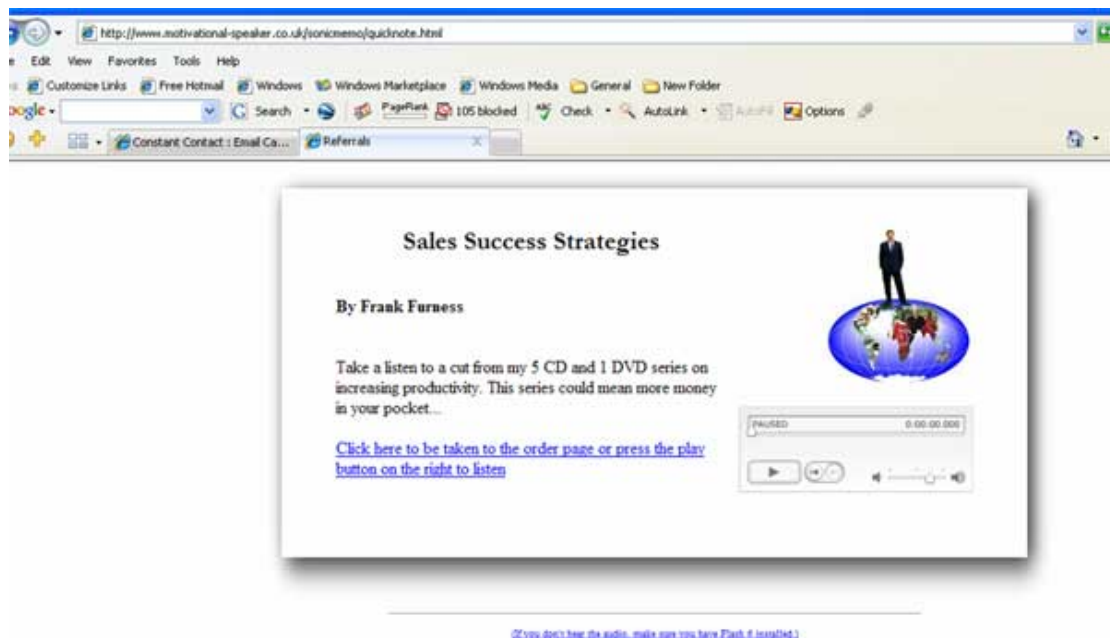 http://www.motivational-speaker.co.uk/sonicmemo/quicknote.html
Edit View Favorites Tools Help
Customize Links Free Hotmail Windows Windows Marketplace Windows Media General New Folder
oogle Search PageRank 105 blocked Check AutoLink AutoFill Options
Constant Contact : Email Ca... Referrals
Sales Success Strategies
By Frank Furness
Take a listen to a cut from my 5 CD and 1 DVD series on
increasing productivity. This series could mean more money
in your pocket...
Click here to be taken to the order page or press the play
button on the right to listen
PAUSED 0:00:00.000
(If you don't hear the audio, make sure you have Flash 6 installed.)